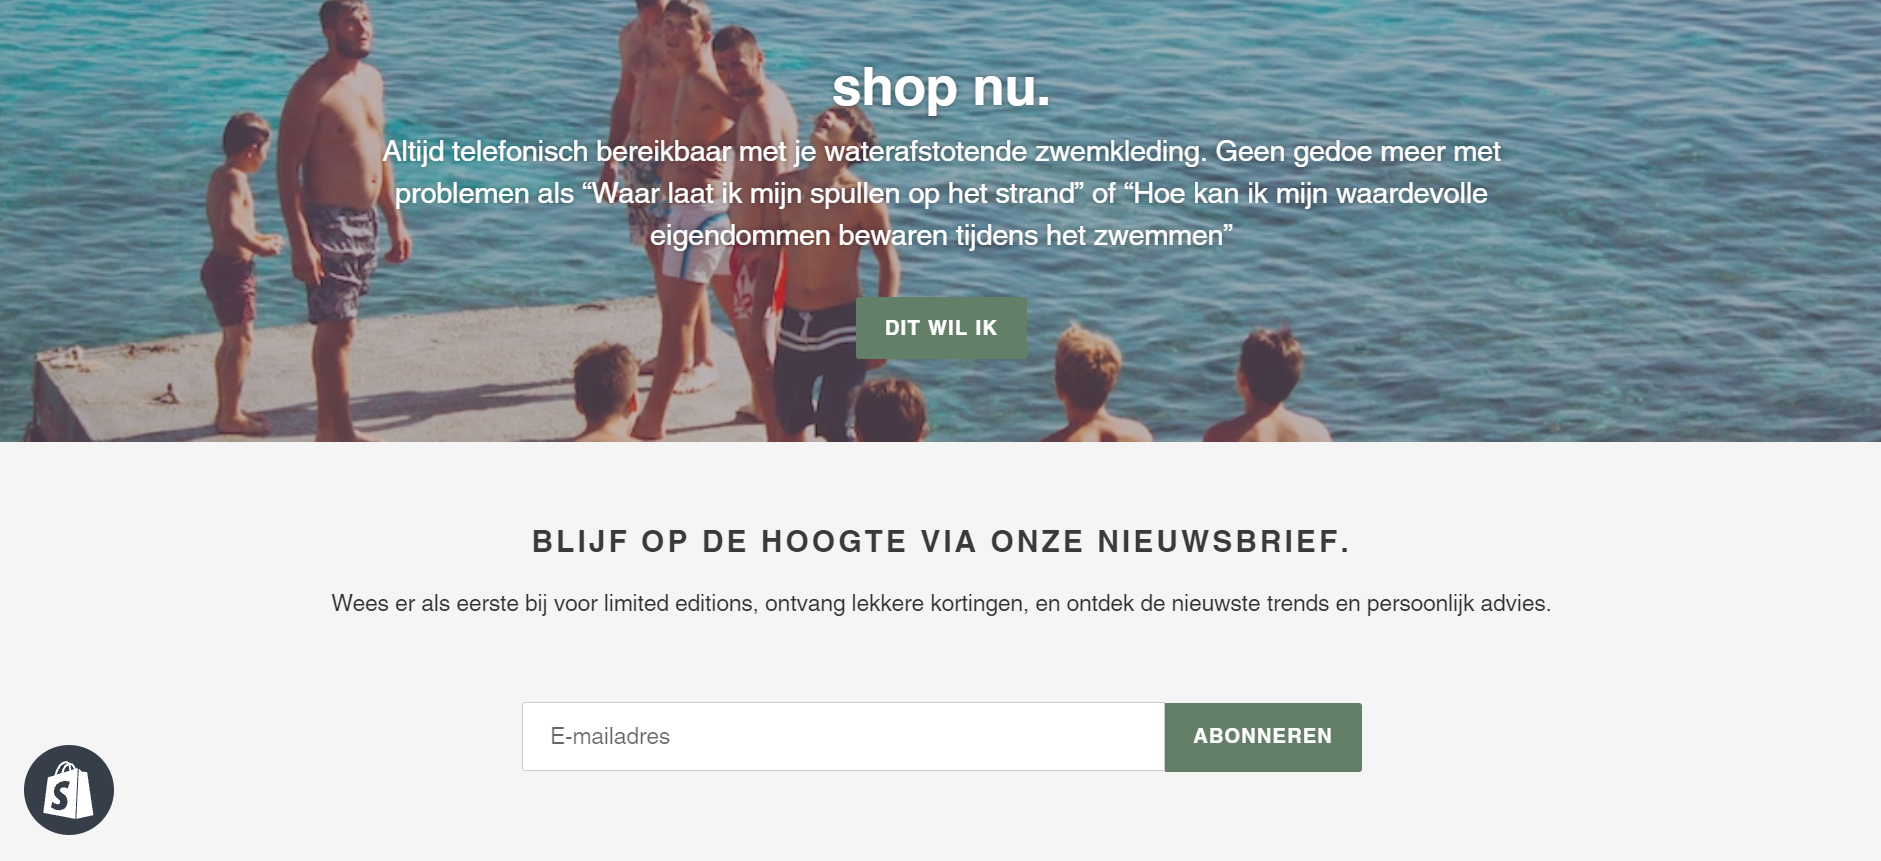 shop nu.
Altijd telefonisch bereikbaar met je waterafstotende zwemkleding. Geen gedoe meer met
problemen als “Waar laat ik mijn spullen op het strand” of “Hoe kan ik mijn waardevolle
eigendommen bewaren tijdens het zwemmen”
DIT WIL IK
BLIJF OP DE HOOGTE VIA ONZE NIEUWSBRIEF.
Wees er als eerste bij voor limited editions, ontvang lekkere kortingen, en ontdek de nieuwste trends en persoonlijk advies.
E-mailadres
ABONNEREN
S